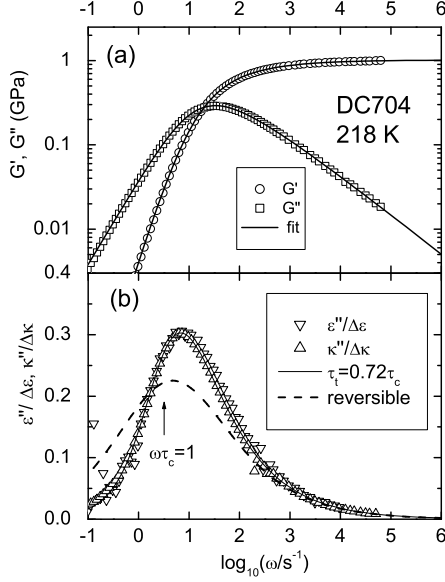 -1 0 1 2 3 4 5 6
(a)
1
0.1
0.01
G', G'' (GPa)
DC704
218 K
G'
G''
fit
(b)
0.4
0.3
0.2
0.1
0.0
ε''/ Δε, κ''/Δκ
ε''/Δε
κ''/Δκ
τt=0.72τc
reversible
ωτc=1
-1 0 1 2 3 4 5 6
log10(ω/s-1)